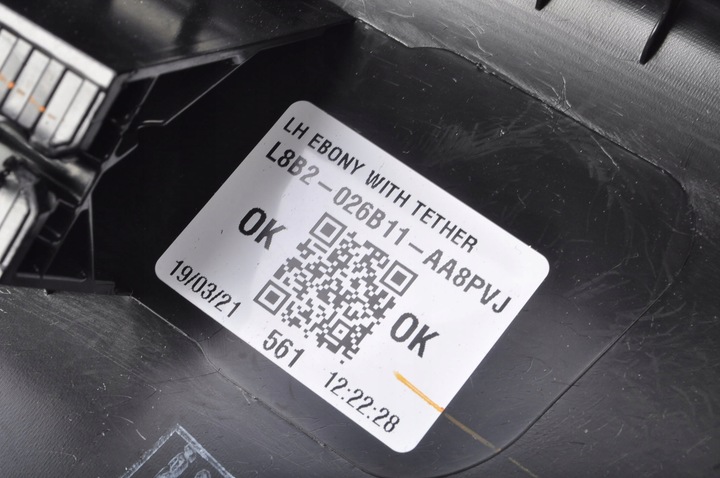 LH EBONY WITH TETHER
L8B2-026B11-AA8PVJ
OK
OK
19/03/21
561
12:22:28